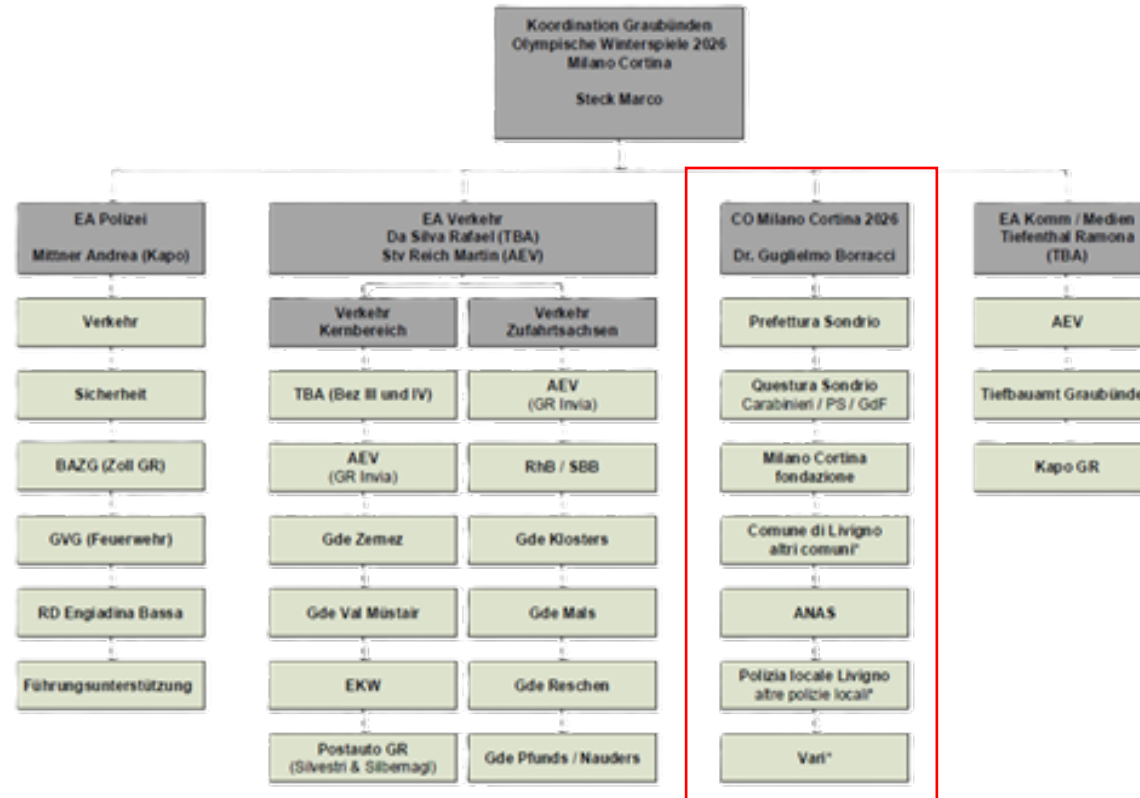 Koordination Graubünden
Olympische Winterspiele 2026
Milano Cortina
Steck Marco
EA Polizei
Mittner Andrea (Kapo)
Verkehr
Sicherheit
BAZG (Zoll GR)
GVG (Feuerwehr)
RD Engiadina Bassa
Führungsunterstützung
EA Verkehr
Da Silva Rafael (TBA)
Stv Reich Martin (AEV)
Verkehr
Kernbereich
TBA (Bez III und IV)
AEV
(GR Invia)
Gde Zernez
Gde Val Müstair
EKW
Postauto GR
(Silvestri & Silbernagl)
Verkehr
Zufahrtsachsen
AEV
(GR Invia)
RhB / SBB
Gde Klosters
Gde Mals
Gde Reschen
Gde Pfunds / Nauders
CO Milano Cortina 2026
Dr. Guglielmo Borracci
Prefettura Sondrio
Questura Sondrio
Carabinieri / PS / GdF
Milano Cortina
fondazione
Comune di Livigno
altri comuni*
ANAS
Polizia locale Livigno
altre polizie locali*
Vari*
EA Komm / Medien
Tiefenthal Ramona
(TBA)
AEV
Tiefbauamt Graubünde
Kapo GR